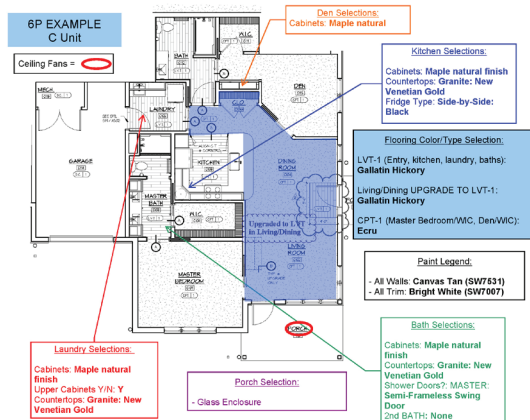 6P EXAMPLE
C Unit
Ceiling Fans =
Den Selections:
Cabinets: Maple natural
Kitchen Selections:
Cabinets: Maple natural finish
Countertops: Granite: New
Venetian Gold
Fridge Type: Side-by-Side:
Black
Flooring Color/Type Selection:
LVT-1 (Entry, kitchen, laundry, baths):
Gallatin Hickory
Living/Dining UPGRADE TO LVT-1:
Gallatin Hickory
CPT-1 (Master Bedroom/WIC, Den/WIC):
Ecru
Paint Legend:
- All Walls: Canvas Tan (SW7531)
- All Trim: Bright White (SW7007)
Bath Selections:
Cabinets: Maple natural
finish
Countertops: Granite: New
Venetian Gold
Shower Doors?: MASTER:
Semi-Frameless Swing
Door
2nd BATH: None
Porch Selection:
- Glass Enclosure
Laundry Selections:
Cabinets: Maple natural
finish
Upper Cabinets Y/N: Y
Countertops: Granite: New
Venetian Gold
BATH
W.I.C.
DEN
MECH.
LAUNDRY
CLO.
GARAGE
KITCHEN
DINING
ROOM
MASTER
BATH
W.I.C.
Upgraded to LVT
in Living/Dining
LIVING
ROOM
MASTER
BEDROOM
PORCH